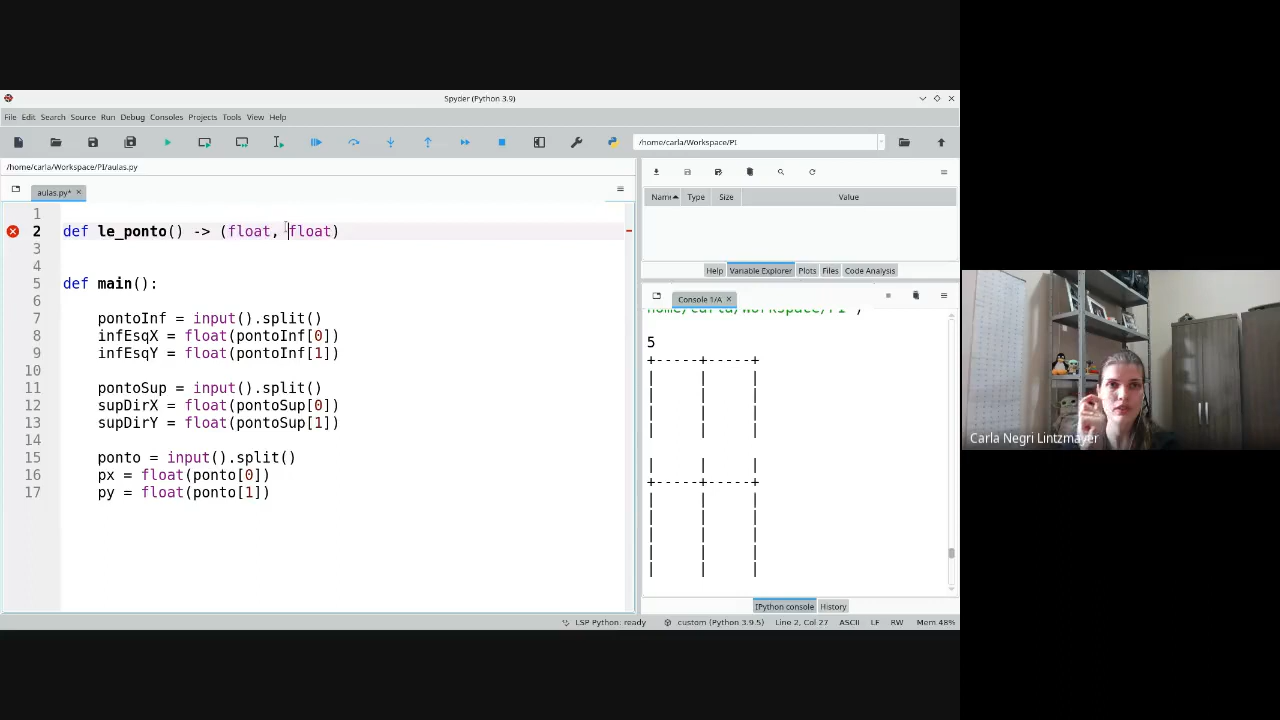 Spyder (Python 3.9)
File Edit Search Source Run Debug Consoles Projects Tools View Help
/home/carla/Workspace/PI
/home/carla/Workspace/PI/aulas.py
aulas.py*
1
2 def le_ponto() -> (float, float)
3
4
5 def main():
6
7 pontoInf = input().split()
8 infEsqX = float(pontoInf[0])
9 infEsqY = float(pontoInf[1])
10
11 pontoSup = input().split()
12 supDirX = float(pontoSup[0])
13 supDirY = float(pontoSup[1])
14
15 ponto = input().split()
16 px = float(ponto[0])
17 py = float(ponto[1])
Name Type Size Value
Help Variable Explorer Plots Files Code Analysis
Console 1/A
home/carla/Workspace/PI')
5
+-----+-----+
| | |
| | |
| | |
| | |
| | |
+-----+-----+
| | |
| | |
| | |
| | |
| | |
IPython console History
LSP Python: ready custom (Python 3.9.5) Line 2, Col 27 ASCII LF RW Mem 48%
Carla Negri Lintzmayer